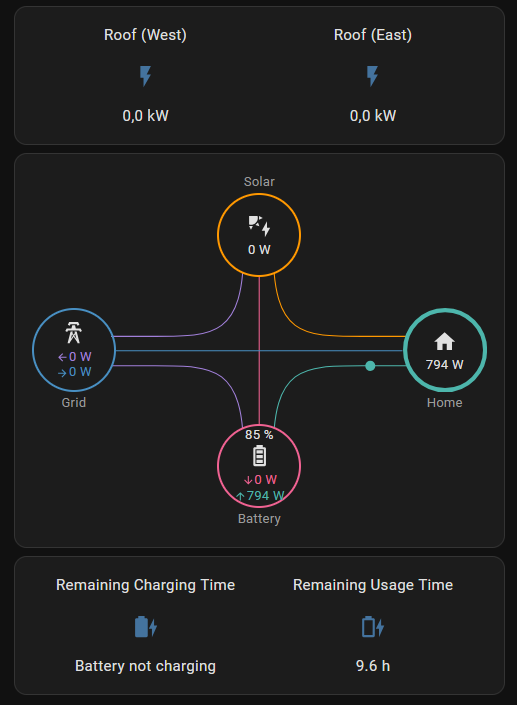 Roof (West) Roof (East)
0,0 kW 0,0 kW
Solar
0 W
←0 W
→0 W
Grid
794 W
Home
85 %
↓0 W
↑794 W
Battery
Remaining Charging Time Remaining Usage Time
Battery not charging 9.6 h